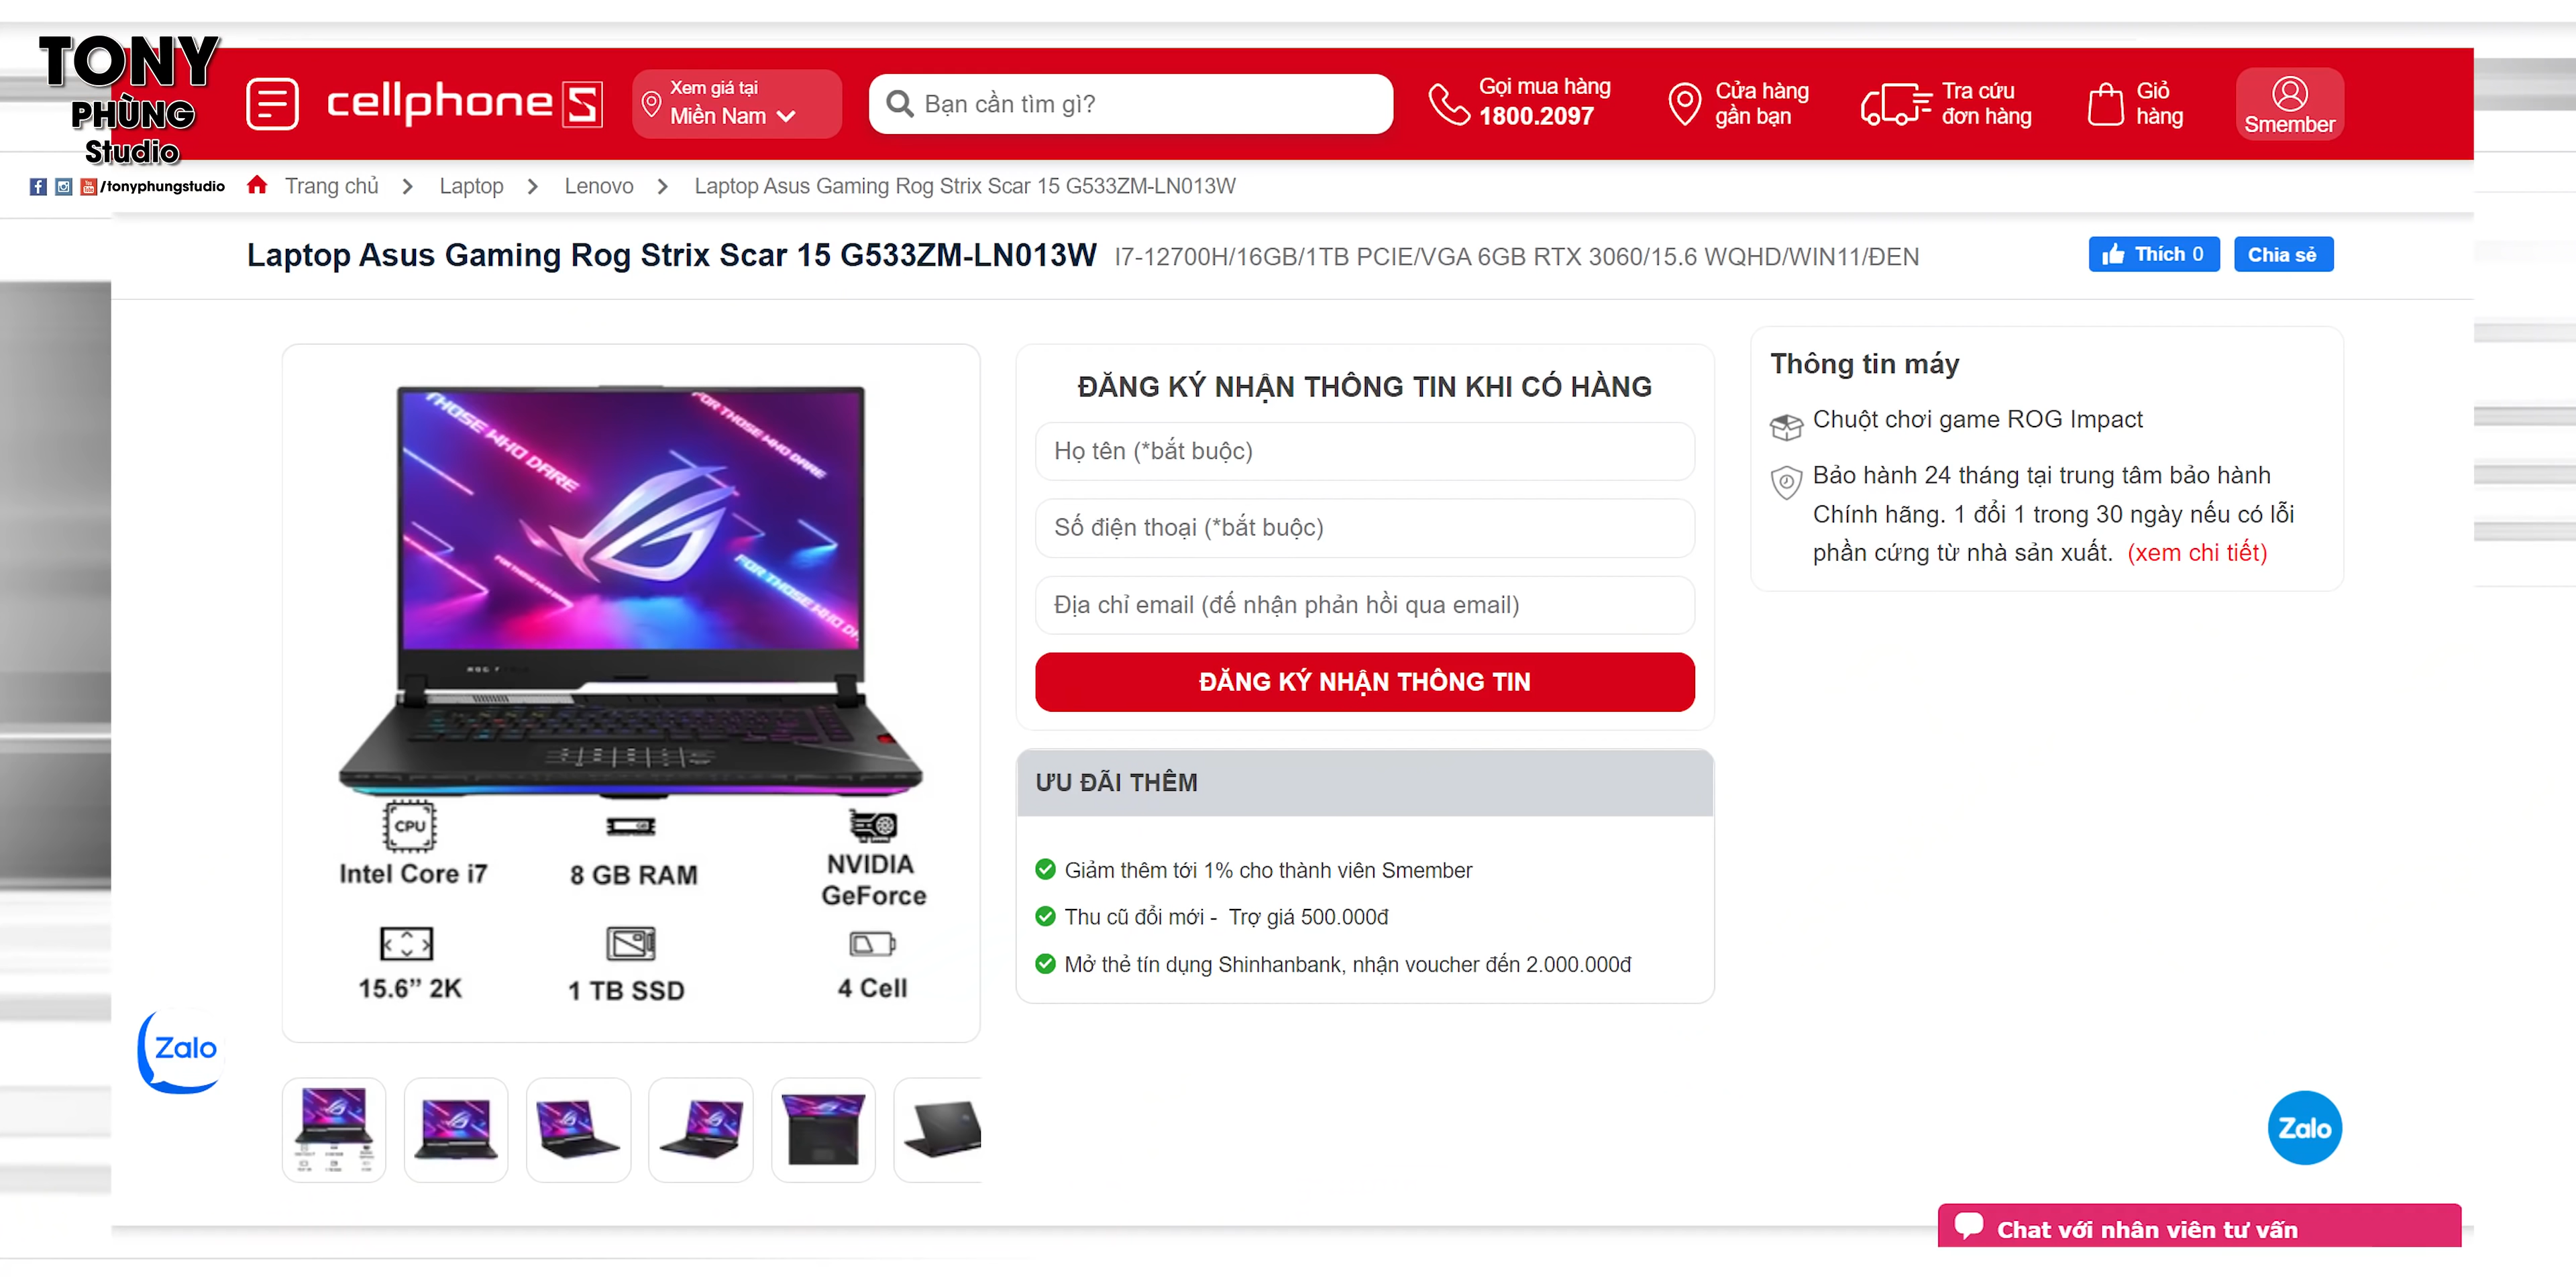 TONY
PHÙNG
Studio
/tonyphungstudio
cellphoneS
Xem giá tại
Miền Nam
Bạn cần tìm gì?
Gọi mua hàng
1800.2097
Cửa hàng
gần bạn
Tra cứu
đơn hàng
Giỏ
hàng
Smember
Trang chủ
Laptop
Lenovo
Laptop Asus Gaming Rog Strix Scar 15 G533ZM-LN013W
Laptop Asus Gaming Rog Strix Scar 15 G533ZM-LN013W I7-12700H/16GB/1TB PCIE/VGA 6GB RTX 3060/15.6 WQHD/WIN11/ĐEN
Thích 0
Chia sẻ
THOSE WHO DARE
FOR THOSE WHO DARE
CPU
Intel Core i7
8 GB RAM
NVIDIA
GeForce
15.6” 2K
1 TB SSD
4 Cell
ĐĂNG KÝ NHẬN THÔNG TIN KHI CÓ HÀNG
Họ tên (*bắt buộc)
Số điện thoại (*bắt buộc)
Địa chỉ email (để nhận phản hồi qua email)
ĐĂNG KÝ NHẬN THÔNG TIN
ƯU ĐÃI THÊM
Giảm thêm tới 1% cho thành viên Smember
Thu cũ đổi mới - Trợ giá 500.000đ
Mở thẻ tín dụng Shinhanbank, nhận voucher đến 2.000.000đ
Thông tin máy
Chuột chơi game ROG Impact
Bảo hành 24 tháng tại trung tâm bảo hành
Chính hãng. 1 đổi 1 trong 30 ngày nếu có lỗi
phần cứng từ nhà sản xuất. (xem chi tiết)
Zalo
Zalo
Chat với nhân viên tư vấn